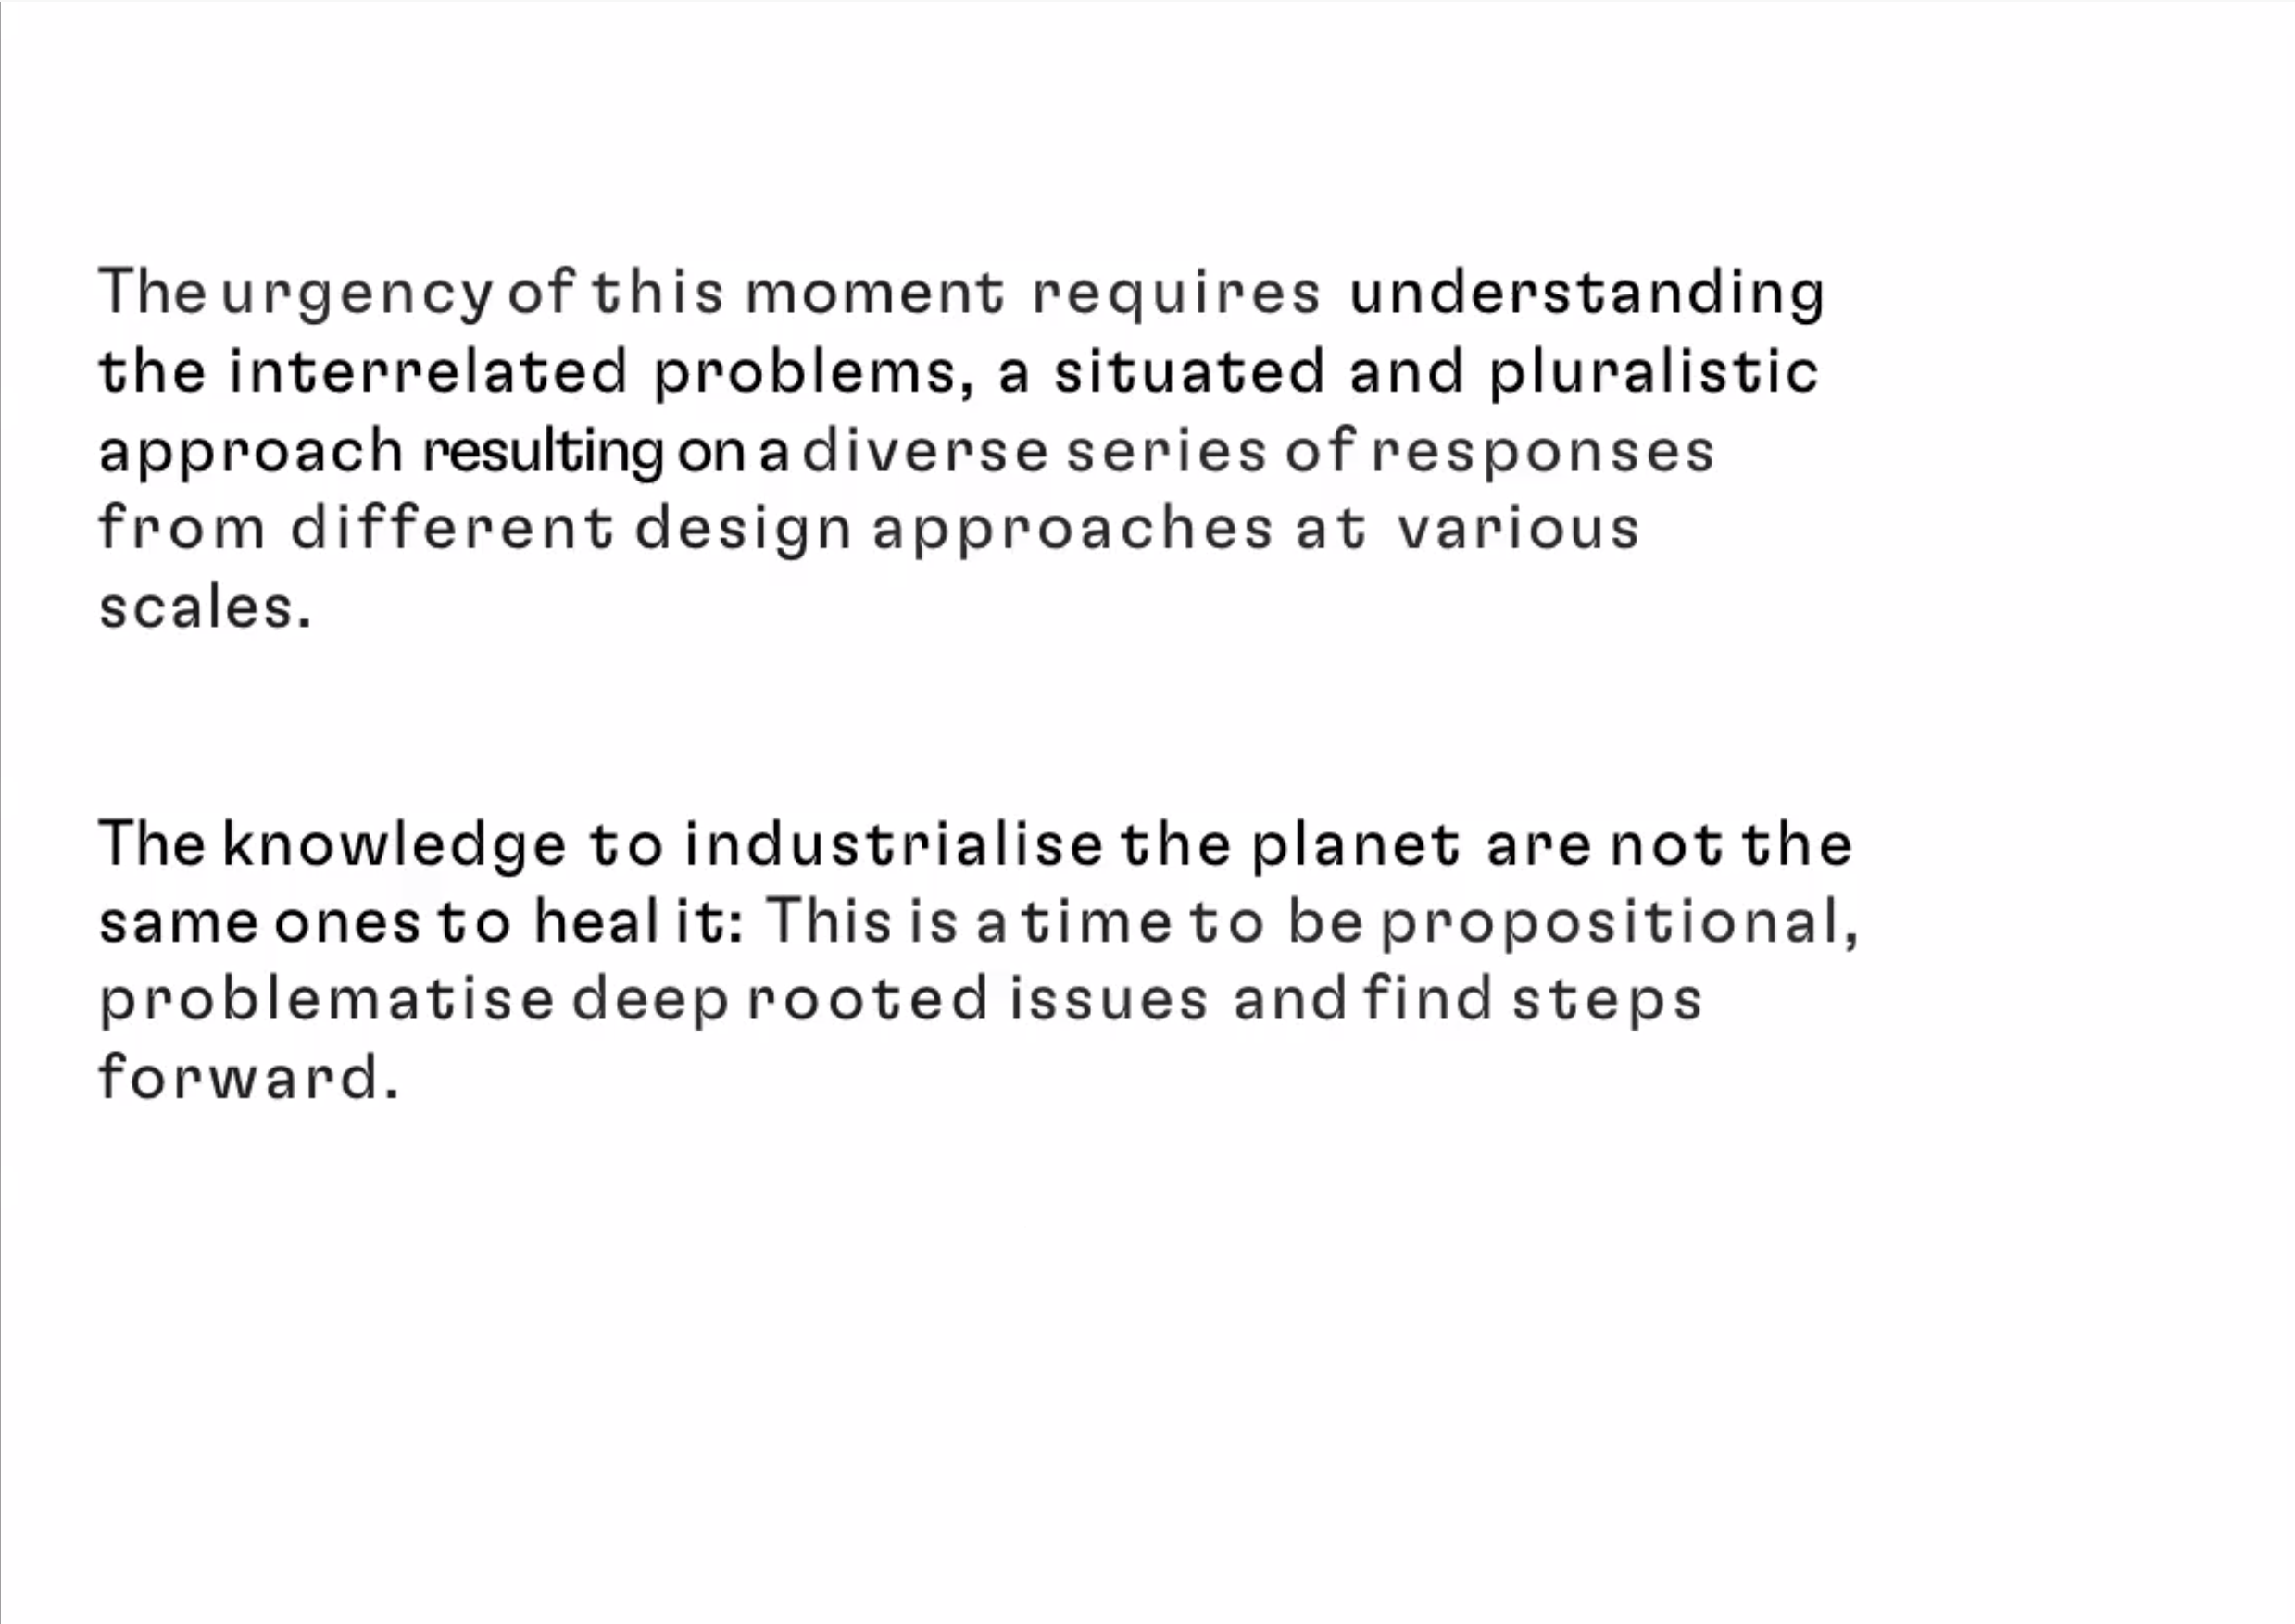 The urgency of this moment requires understanding
the interrelated problems, a situated and pluralistic
approach resulting on a diverse series of responses
from different design approaches at various
scales.
The knowledge to industrialise the planet are not the
same ones to heal it: This is a time to be propositional,
problematise deep rooted issues and find steps
forward.